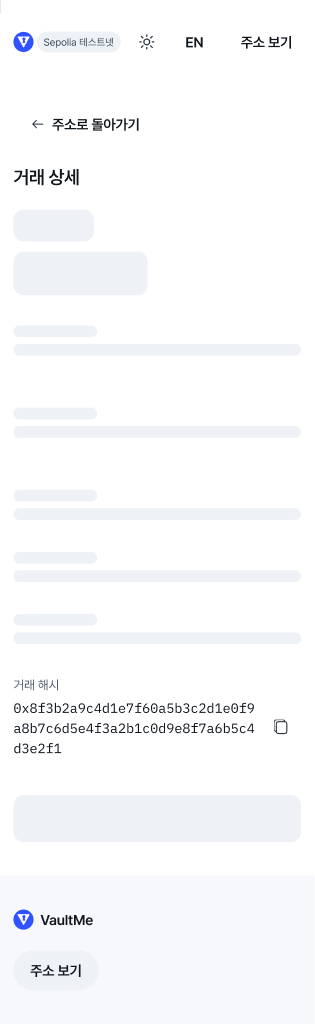 Sepolia 테스트넷
EN
주소 보기
← 주소로 돌아가기
거래 상세
거래 해시
0x8f3b2a9c4d1e7f60a5b3c2d1e0f9
a8b7c6d5e4f3a2b1c0d9e8f7a6b5c4
d3e2f1
VaultMe
주소 보기